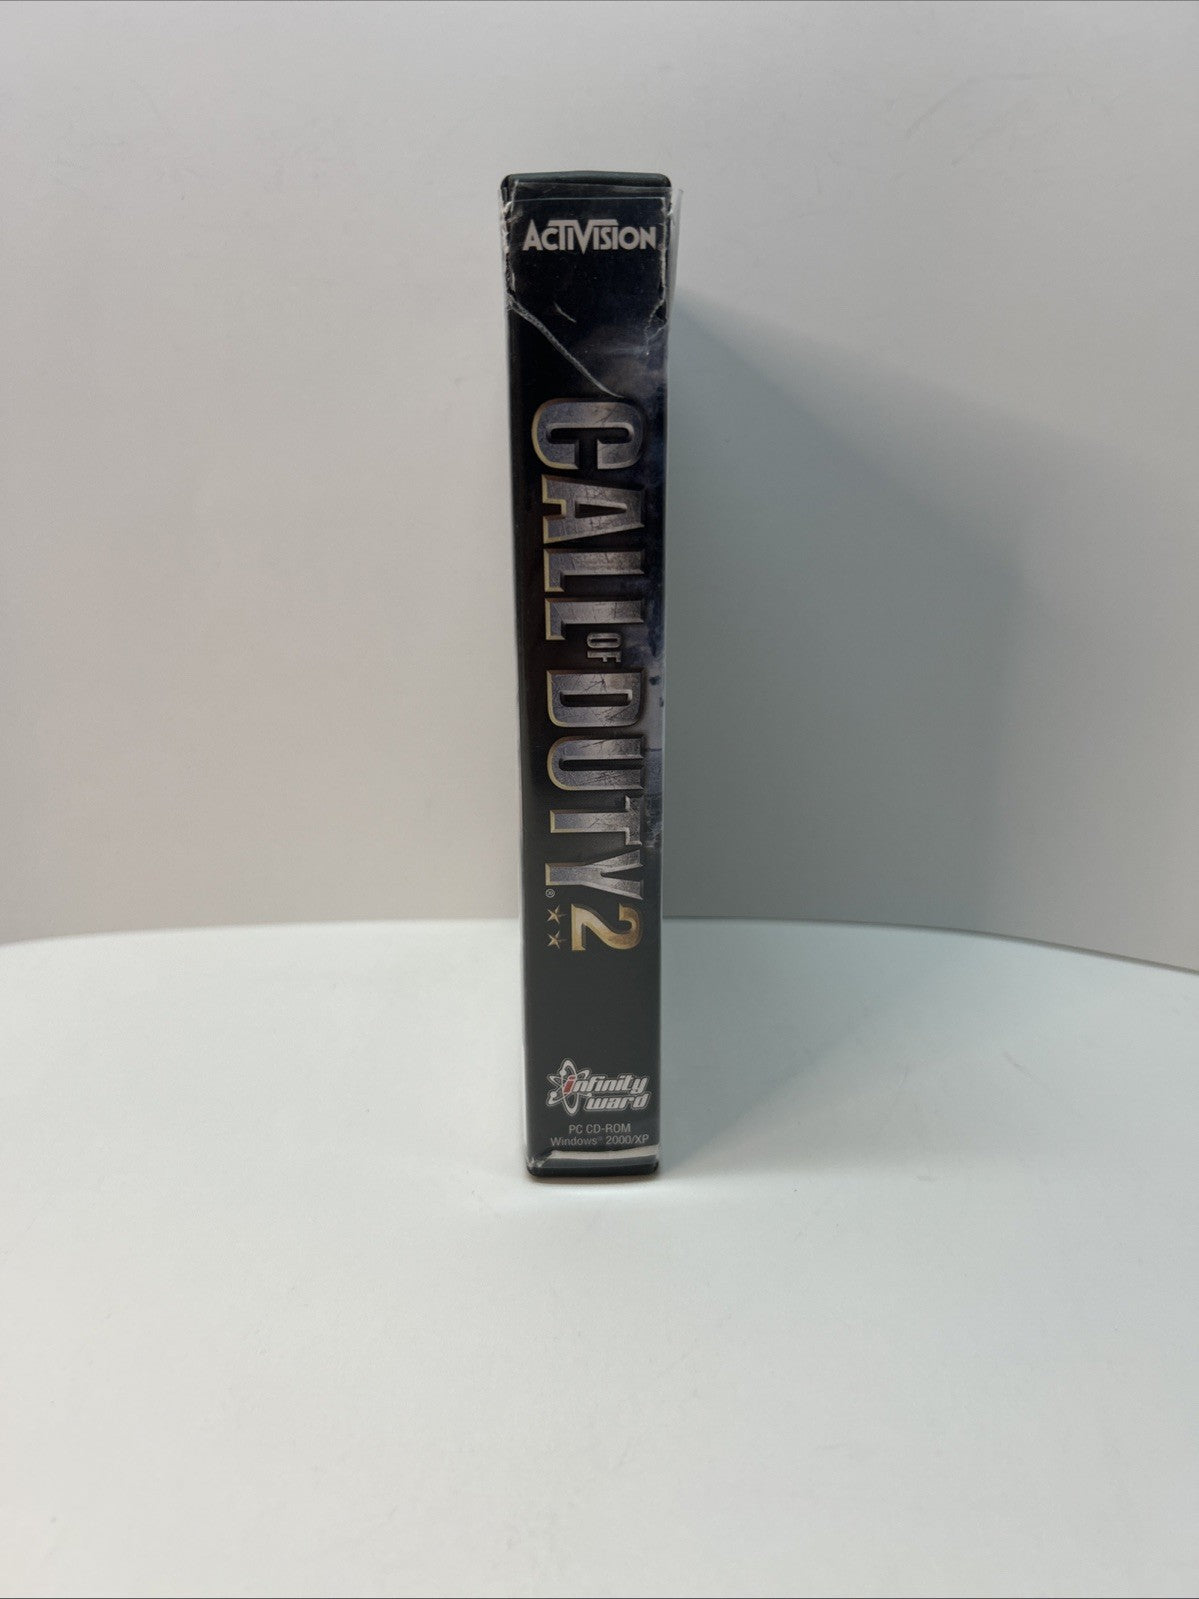 ACTIVISION
CALL OF DUTY® 2
infinity
ward
PC CD-ROM
Windows® 2000/XP